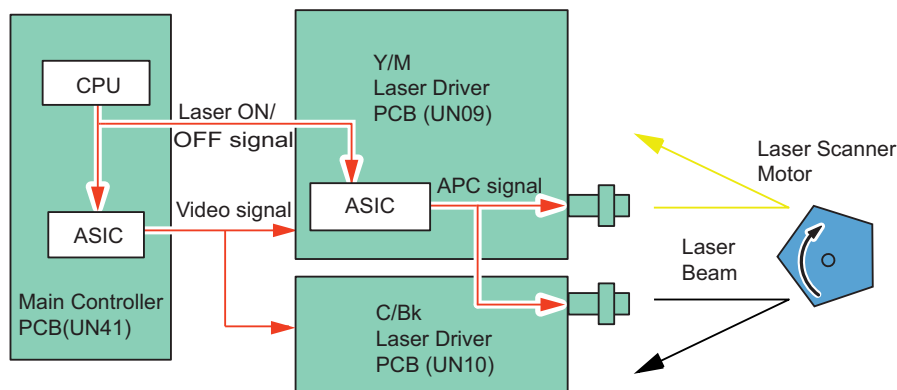 CPU
ASIC
Main Controller
PCB(UN41)
Laser ON/
OFF signal
Video signal
Y/M
Laser Driver
PCB (UN09)
ASIC
APC signal
C/Bk
Laser Driver
PCB (UN10)
Laser Scanner
Motor
Laser
Beam